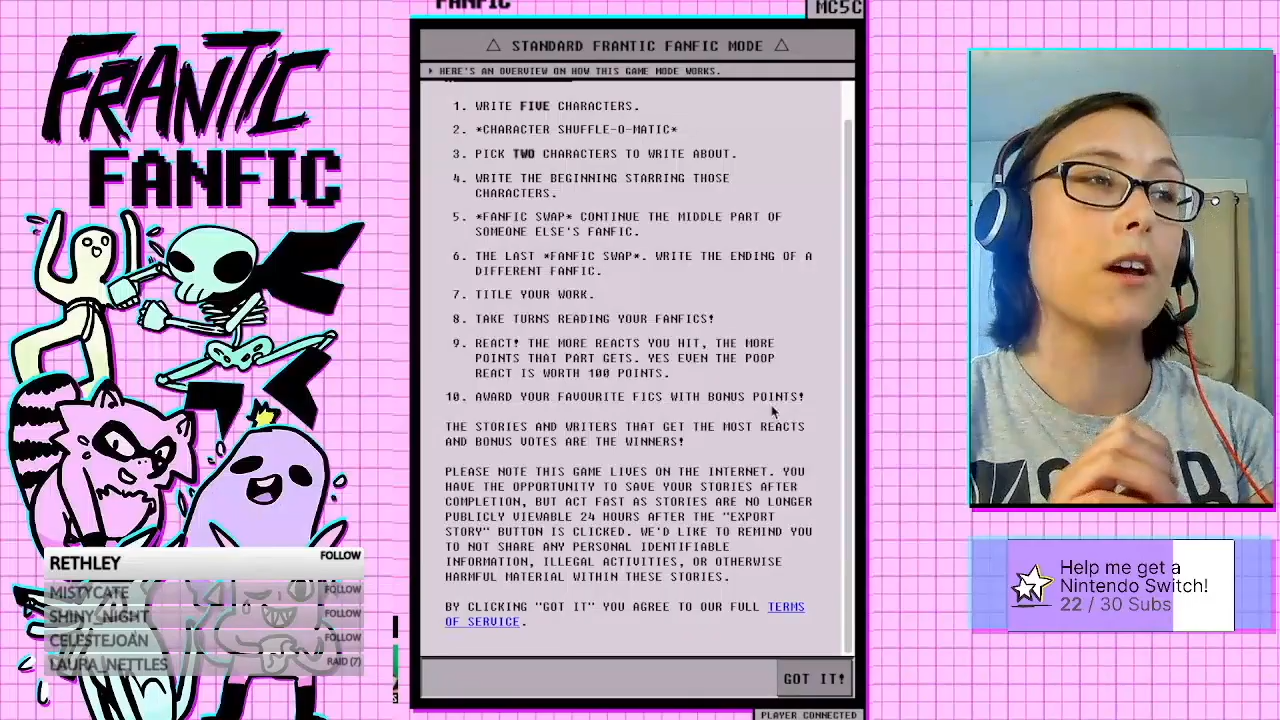 FRANTIC
FANFIC
FANFIC
MC5C
△ STANDARD FRANTIC FANFIC MODE △
HERE'S AN OVERVIEW ON HOW THIS GAME MODE WORKS.
1. WRITE FIVE CHARACTERS.
2. *CHARACTER SHUFFLE-O-MATIC*
3. PICK TWO CHARACTERS TO WRITE ABOUT.
4. WRITE THE BEGINNING STARRING THOSE
CHARACTERS.
5. *FANFIC SWAP* CONTINUE THE MIDDLE PART OF
SOMEONE ELSE'S FANFIC.
6. THE LAST *FANFIC SWAP*. WRITE THE ENDING OF A
DIFFERENT FANFIC.
7. TITLE YOUR WORK.
8. TAKE TURNS READING YOUR FANFICS!
9. REACT! THE MORE REACTS YOU HIT, THE MORE
POINTS THAT PART GETS. YES EVEN THE POOP
REACT IS WORTH 100 POINTS.
10. AWARD YOUR FAVOURITE FICS WITH BONUS POINTS!
THE STORIES AND WRITERS THAT GET THE MOST REACTS
AND BONUS VOTES ARE THE WINNERS!
PLEASE NOTE THIS GAME LIVES ON THE INTERNET. YOU
HAVE THE OPPORTUNITY TO SAVE YOUR STORIES AFTER
COMPLETION, BUT ACT FAST AS STORIES ARE NO LONGER
PUBLICLY VIEWABLE 24 HOURS AFTER THE "EXPORT
STORY" BUTTON IS CLICKED. WE'D LIKE TO REMIND YOU
TO NOT SHARE ANY PERSONAL IDENTIFIABLE
INFORMATION, ILLEGAL ACTIVITIES, OR OTHERWISE
HARMFUL MATERIAL WITHIN THESE STORIES.
BY CLICKING "GOT IT" YOU AGREE TO OUR FULL TERMS
OF SERVICE.
GOT IT!
PLAYER CONNECTED
RETHLEY FOLLOW
MISTYCATE FOLLOW
SHINY_NIGH FOLLOW
CELESTEJOAN FOLLOW
LAURA_NETTLES RAID (7)
Help me get a
Nintendo Switch!
22 / 30 Subs